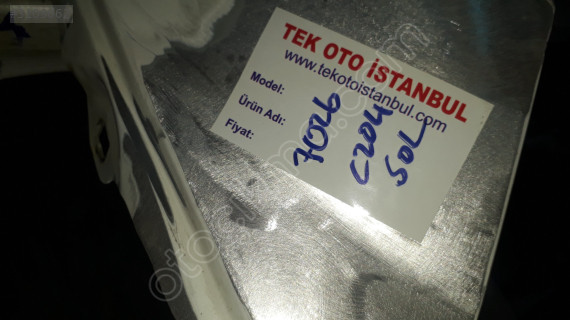 TEK OTO İSTANBUL
www.tekotoistanbul.com
Model:
Ürün Adı:
Fiyat:
7026
C204
SOL